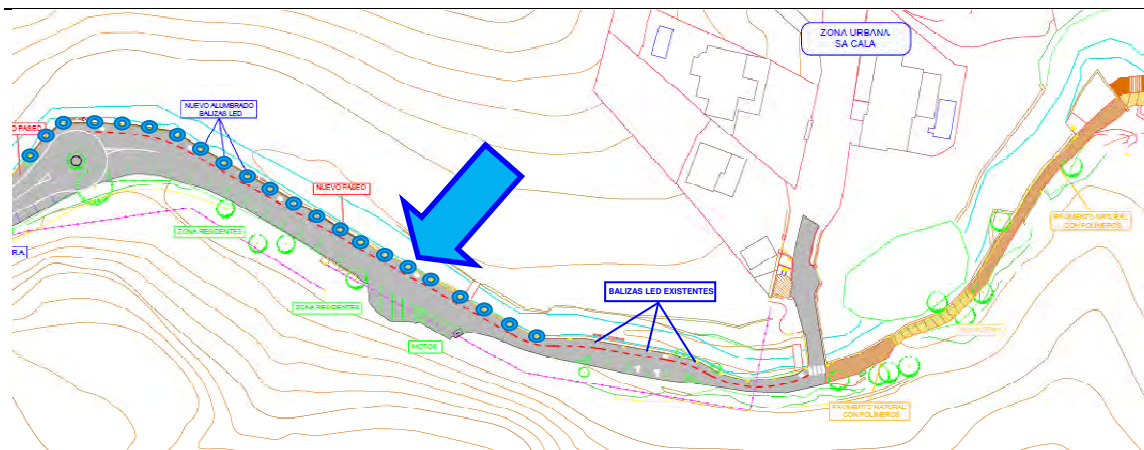 ZONA URBANA
SA CALA
NUEVO ALUMBRADO
BALIZAS LED
O PASEO
NUEVO PASEO
ZONA RESIDENTES
PAVIMENTO NATURAL
CON POLIMEROS
R.A.
BALIZAS LED EXISTENTES
ZONA RESIDENTES
MOTOS
PAVIMENTO NATURAL
CON POLIMEROS